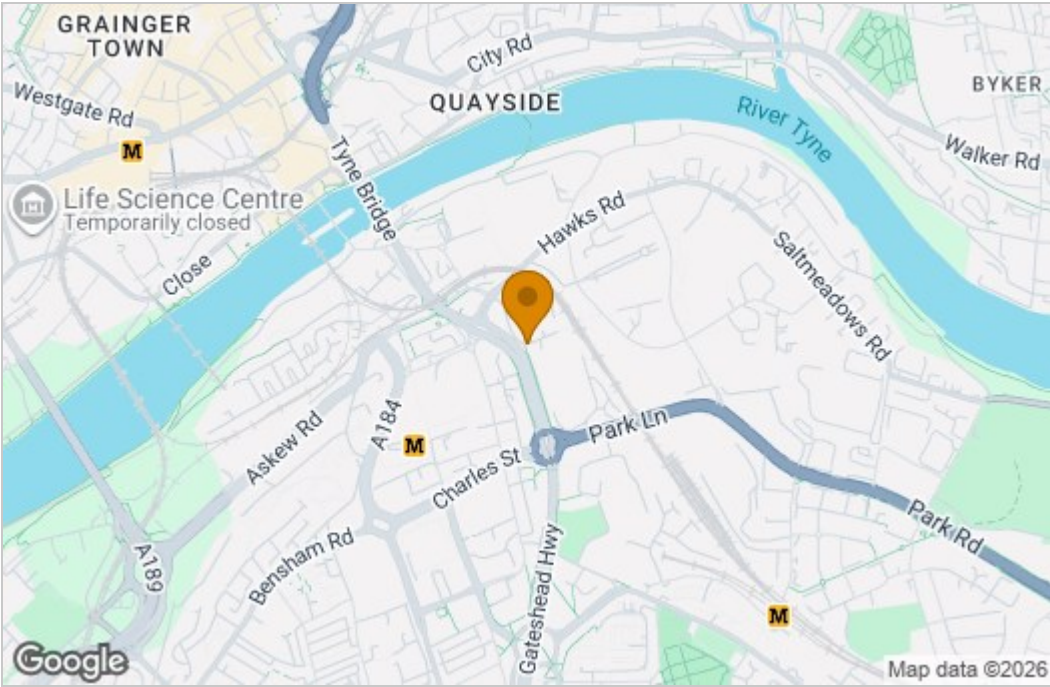 GRAINGER
TOWN
City Rd
Westgate Rd
QUAYSIDE
BYKER
River Tyne
M
Walker Rd
Tyne Bridge
Life Science Centre
Temporarily closed
Hawks Rd
Close
Saltmeadows Rd
A184
Askew Rd
M
Park Ln
Charles St
Park Rd
Bensham Rd
A189
Gateshead Hwy
M
Google
Map data ©2026